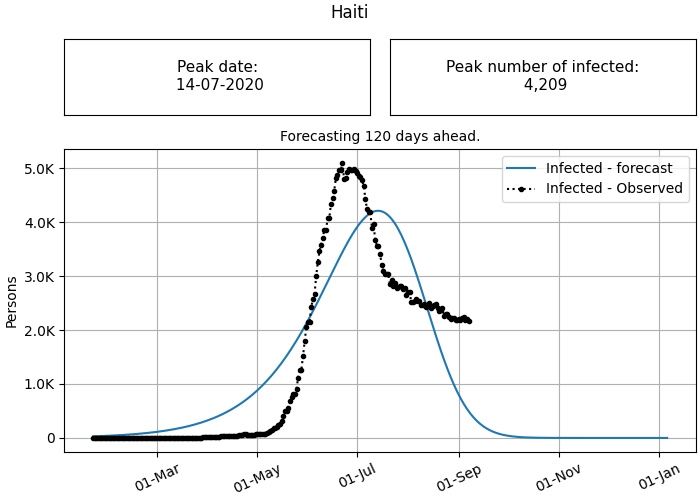 Haiti
Peak date:
14-07-2020
Peak number of infected:
4,209
Forecasting 120 days ahead.
Infected - forecast
Infected - Observed
Persons
5.0K
4.0K
3.0K
2.0K
1.0K
0
01-Mar
01-May
01-Jul
01-Sep
01-Nov
01-Jan